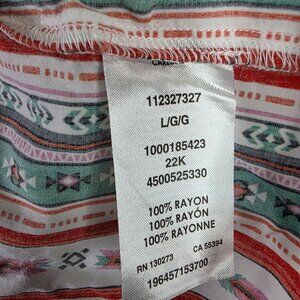 112327327
L/G/G
1000185423
22K
4500525330
100% RAYON
100% RAYÓN
100% RAYONNE
RN 130273 CA 55394
196457153700